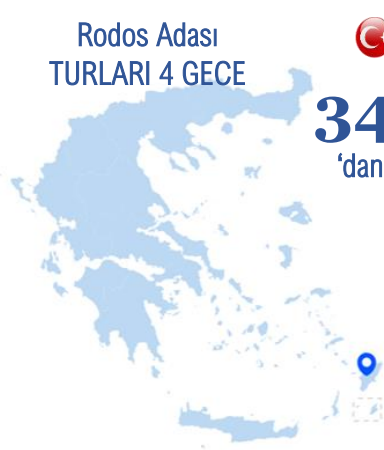 Rodos Adası
TURLARI 4 GECE
34
‘dan